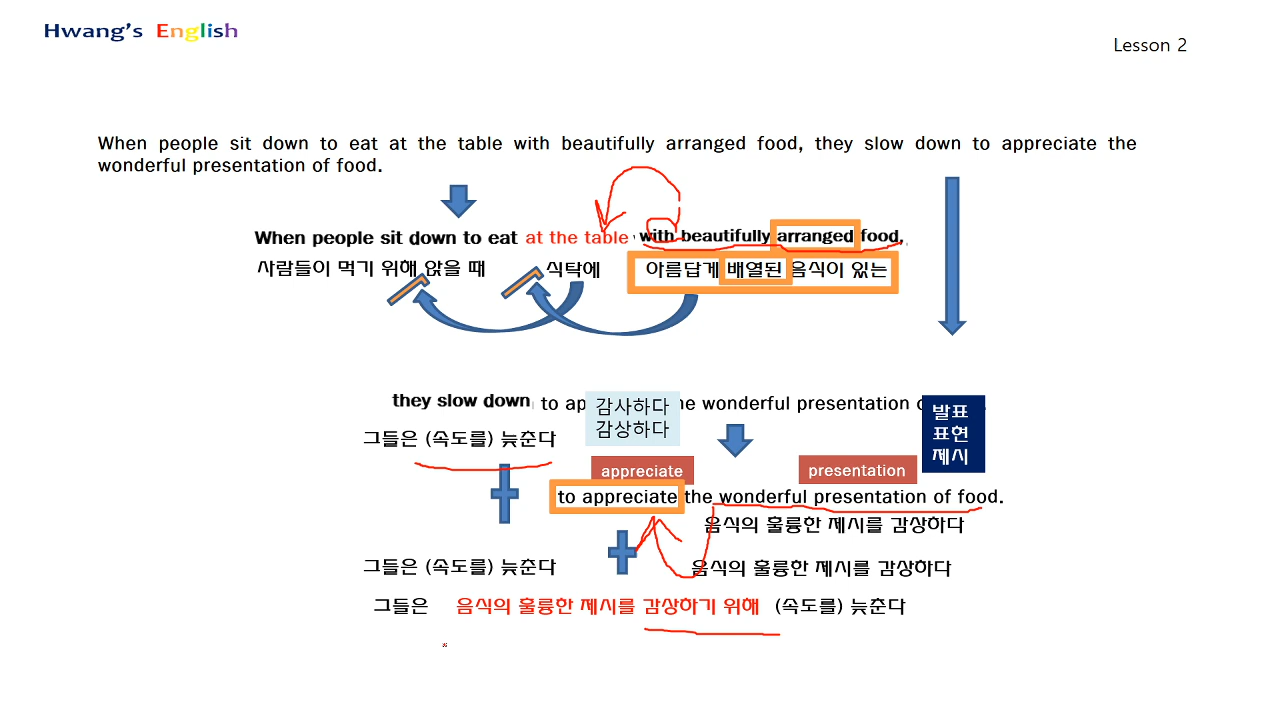 Hwang's English
Lesson 2
When people sit down to eat at the table with beautifully arranged food, they slow down to appreciate the
wonderful presentation of food.
When people sit down to eat at the table with beautifully arranged food,
사람들이 먹기 위해 앉을 때 식탁에 아름답게 배열된 음식이 있는
they slow down to ap 감사하다 he wonderful presentation o 발표
감상하다 표현
그들은 (속도를) 늦춘다 제시
appreciate presentation
to appreciate the wonderful presentation of food.
음식의 훌륭한 제시를 감상하다
그들은 (속도를) 늦춘다 음식의 훌륭한 제시를 감상하다
그들은 음식의 훌륭한 제시를 감상하기 위해 (속도를) 늦춘다